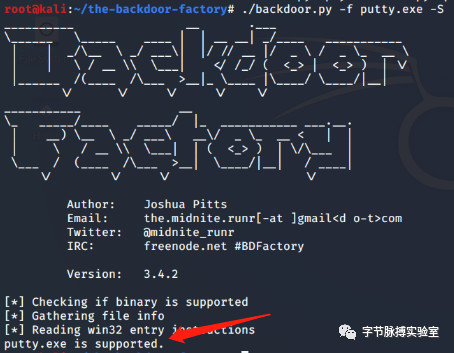 root@kali:~/the-backdoor-factory# ./backdoor.py -f putty.exe -S
Backdoor
Factory
Author: Joshua Pitts
Email: the.midnite.runr[-at ]gmail<d o-t>com
Twitter: @midnite_runr
IRC: freenode.net #BDFactory
Version: 3.4.2
[*] Checking if binary is supported
[*] Gathering file info
[*] Reading win32 entry instructions
putty.exe is supported.
字节脉搏实验室